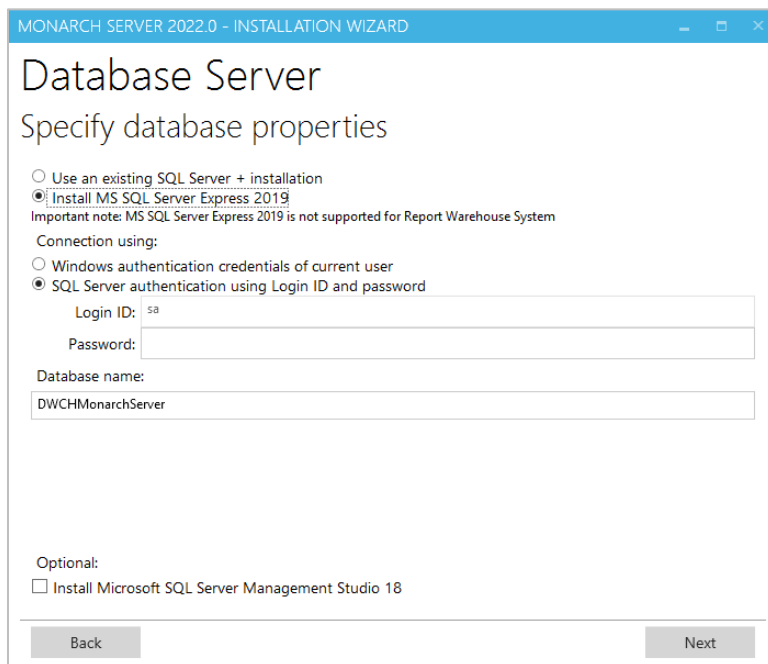 MONARCH SERVER 2022.0 - INSTALLATION WIZARD
Database Server
Specify database properties
Use an existing SQL Server + installation
Install MS SQL Server Express 2019
Important note: MS SQL Server Express 2019 is not supported for Report Warehouse System
Connection using:
Windows authentication credentials of current user
SQL Server authentication using Login ID and password
Login ID: sa
Password:
Database name:
DWCHMonarchServer
Optional:
Install Microsoft SQL Server Management Studio 18
Back Next